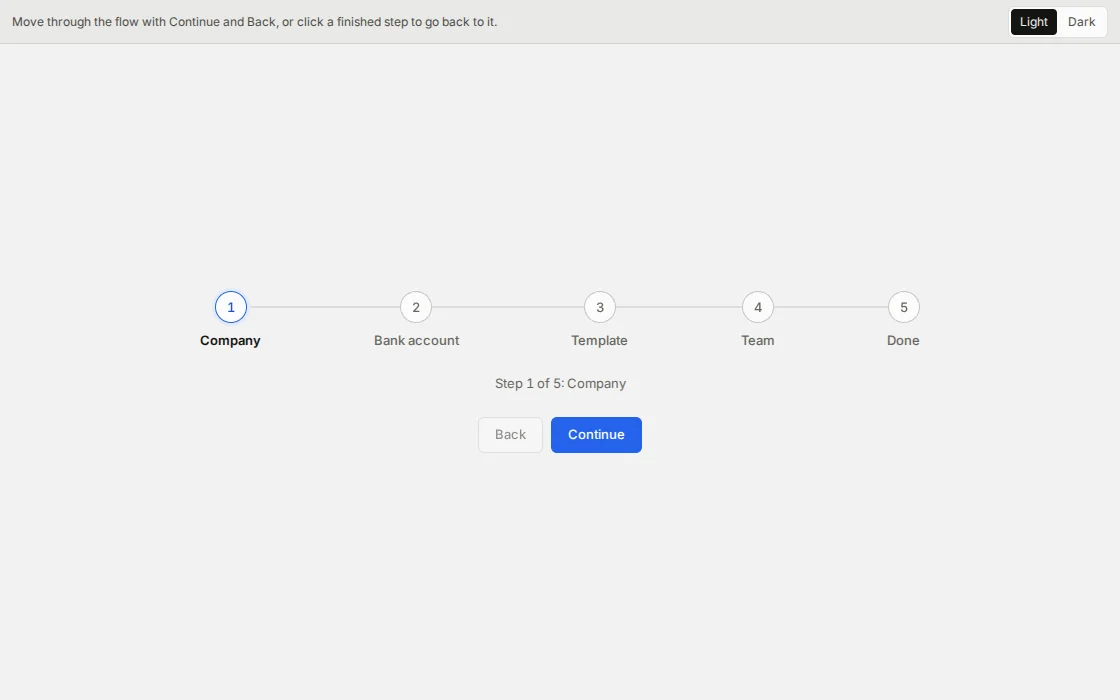 Move through the flow with Continue and Back, or click a finished step to go back to it.
Light Dark
1 2 3 4 5
Company Bank account Template Team Done
Step 1 of 5: Company
Back Continue